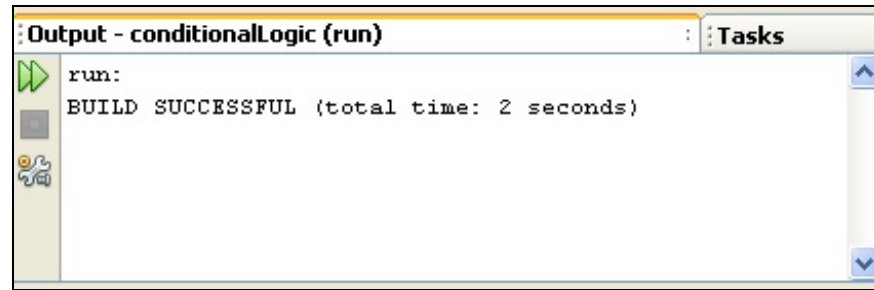 Output - conditionalLogic (run)
Tasks
run:
BUILD SUCCESSFUL (total time: 2 seconds)